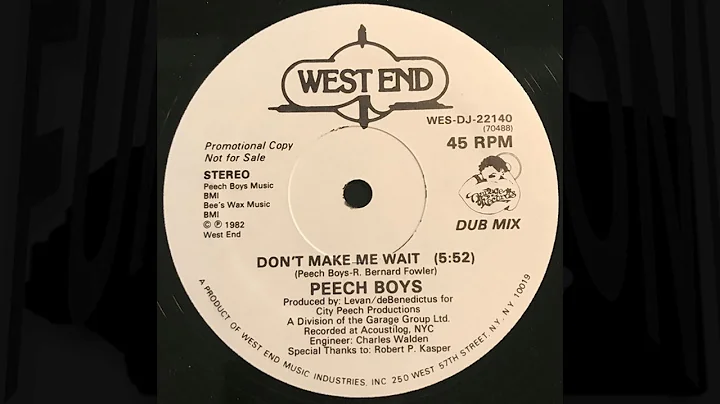 WEST END
WES-DJ-22140
(70488)
45 RPM
Promotional Copy
Not for Sale
STEREO
Peech Boys Music
BMI
Bee's Wax Music
BMI
© ℗ 1982
West End
DUB MIX
DON'T MAKE ME WAIT (5:52)
(Peech Boys-R. Bernard Fowler)
PEECH BOYS
Produced by: Levan/deBenedictus for
City Peech Productions
A Division of the Garage Group Ltd.
Recorded at Acoustilog, NYC
Engineer: Charles Walden
Special Thanks to: Robert P. Kasper
A PRODUCT OF WEST END MUSIC INDUSTRIES, INC. 250 WEST 57TH STREET, NY, NY 10019